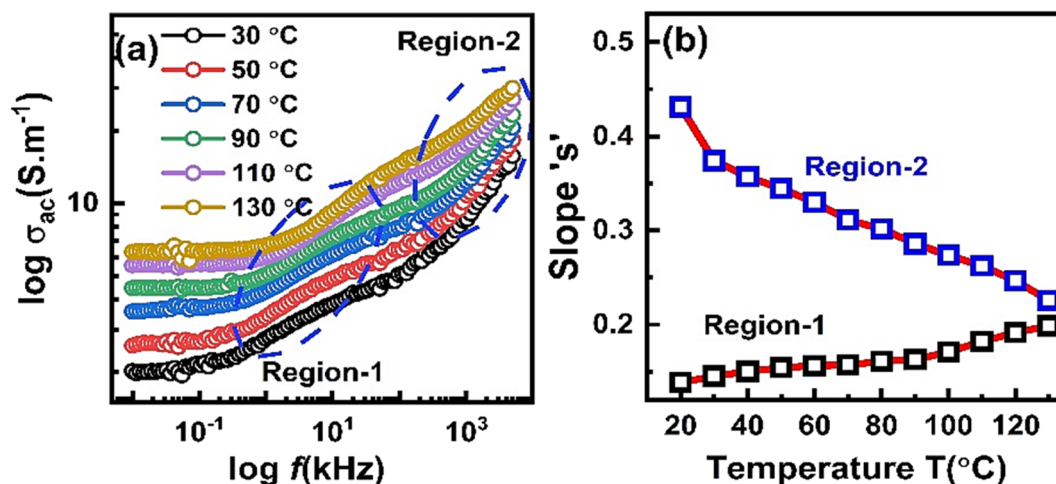 (a)
30 °C
50 °C
70 °C
90 °C
110 °C
130 °C
Region-2
Region-1
10
log σac(S.m⁻¹)
10⁻¹ 10¹ 10³
log f(kHz)
(b)
0.5
0.4
0.3
0.2
Slope 's'
Region-2
Region-1
20 40 60 80 100 120
Temperature T(°C)